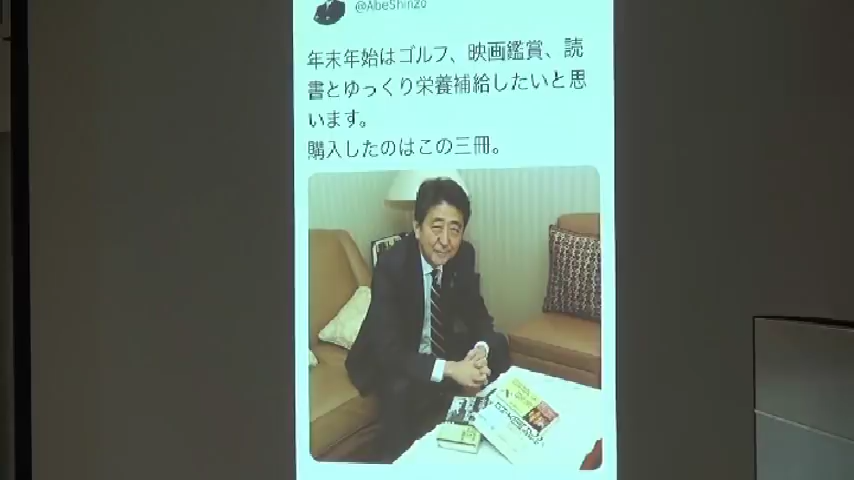 @AbeShinzo
年末年始はゴルフ、映画鑑賞、読
書とゆっくり栄養補給したいと思
います。
購入したのはこの三冊。